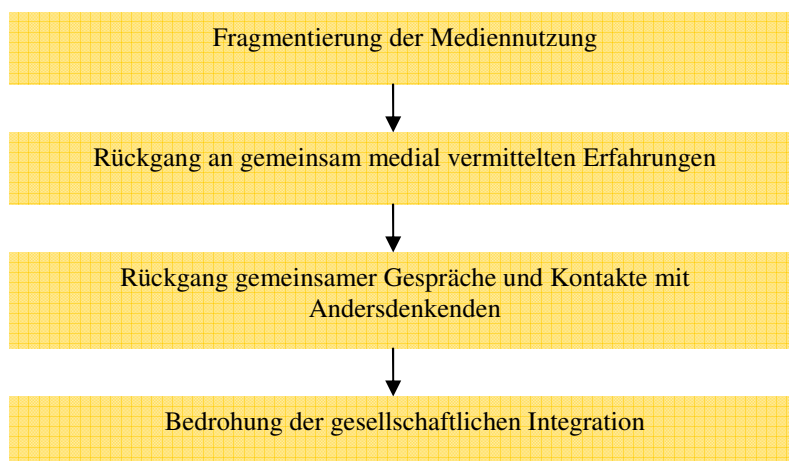 Fragmentierung der Mediennutzung
Rückgang an gemeinsam medial vermittelten Erfahrungen
Rückgang gemeinsamer Gespräche und Kontakte mit
Andersdenkenden
Bedrohung der gesellschaftlichen Integration